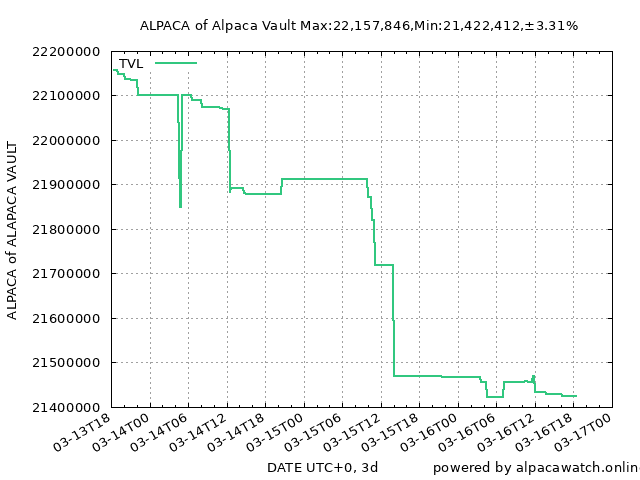 ALPACA of Alpaca Vault Max:22,157,846,Min:21,422,412,±3.31%
TVL
22200000
22100000
22000000
21900000
21800000
21700000
21600000
21500000
21400000
ALPACA of ALAPACA VAULT
03-13T18
03-14T00
03-14T06
03-14T12
03-14T18
03-15T00
03-15T06
03-15T12
03-15T18
03-16T00
03-16T06
03-16T12
03-16T18
03-17T00
DATE UTC+0, 3d
powered by alpacawatch.onlin